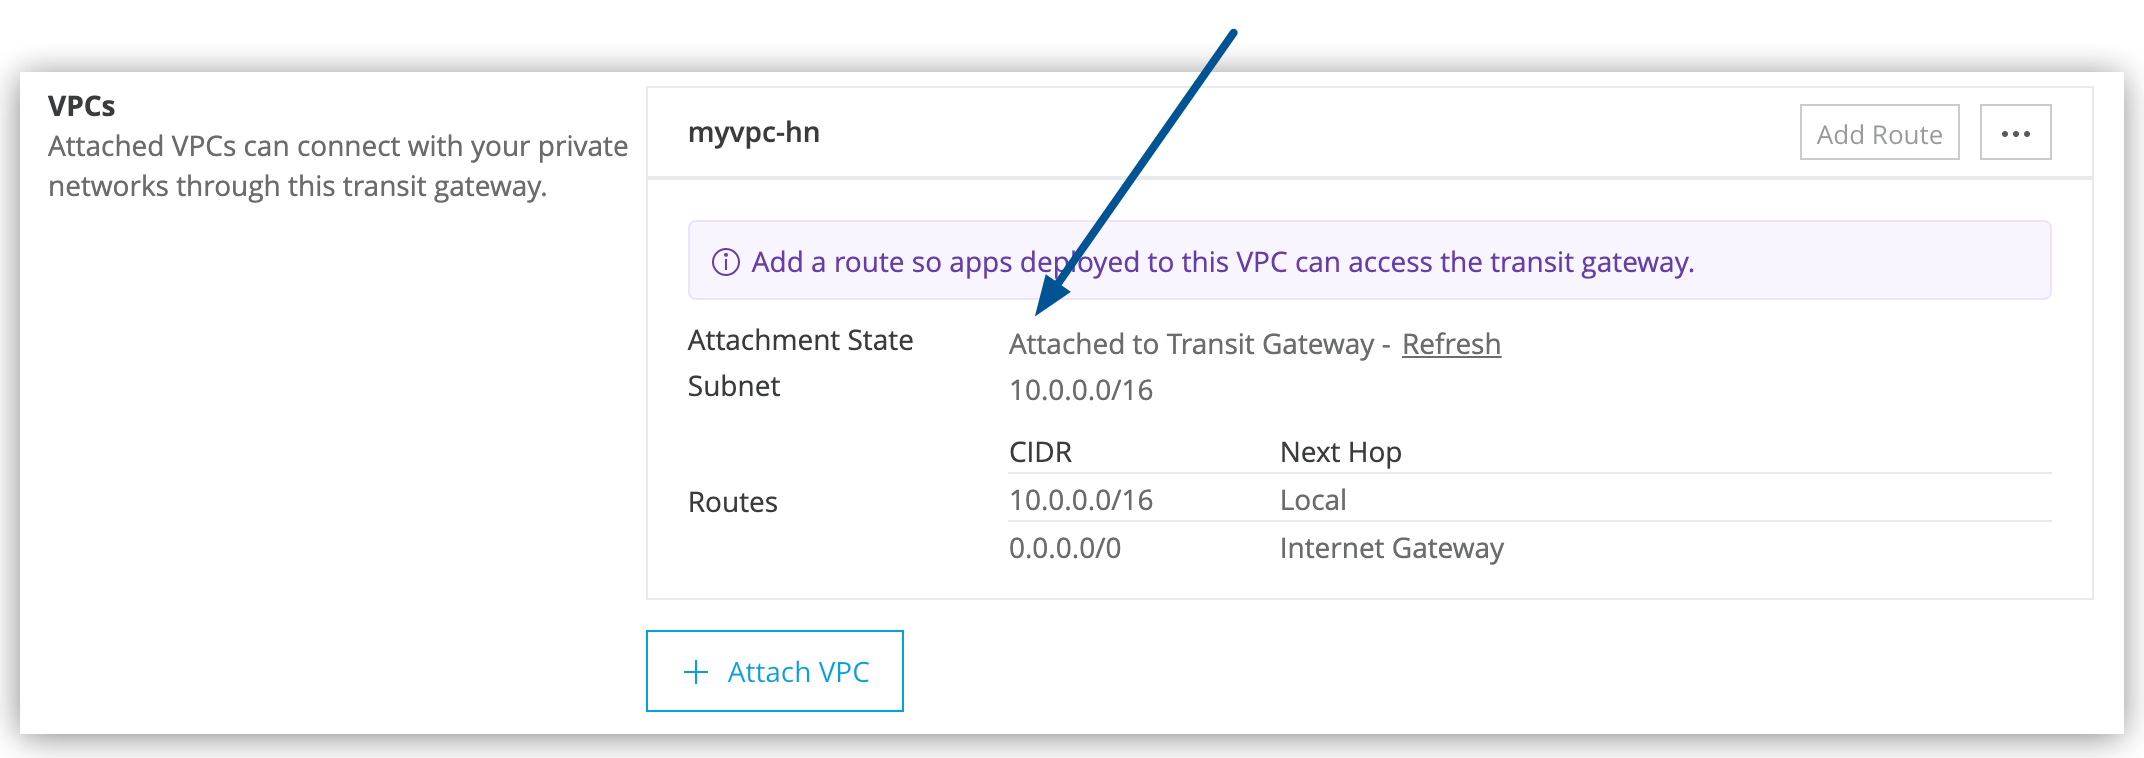 VPCs
Attached VPCs can connect with your private
networks through this transit gateway.
myvpc-hn
Add Route
Add a route so apps deployed to this VPC can access the transit gateway.
Attachment State
Attached to Transit Gateway - Refresh
Subnet
10.0.0.0/16
CIDR Next Hop
Routes
10.0.0.0/16 Local
0.0.0.0/0 Internet Gateway
+ Attach VPC